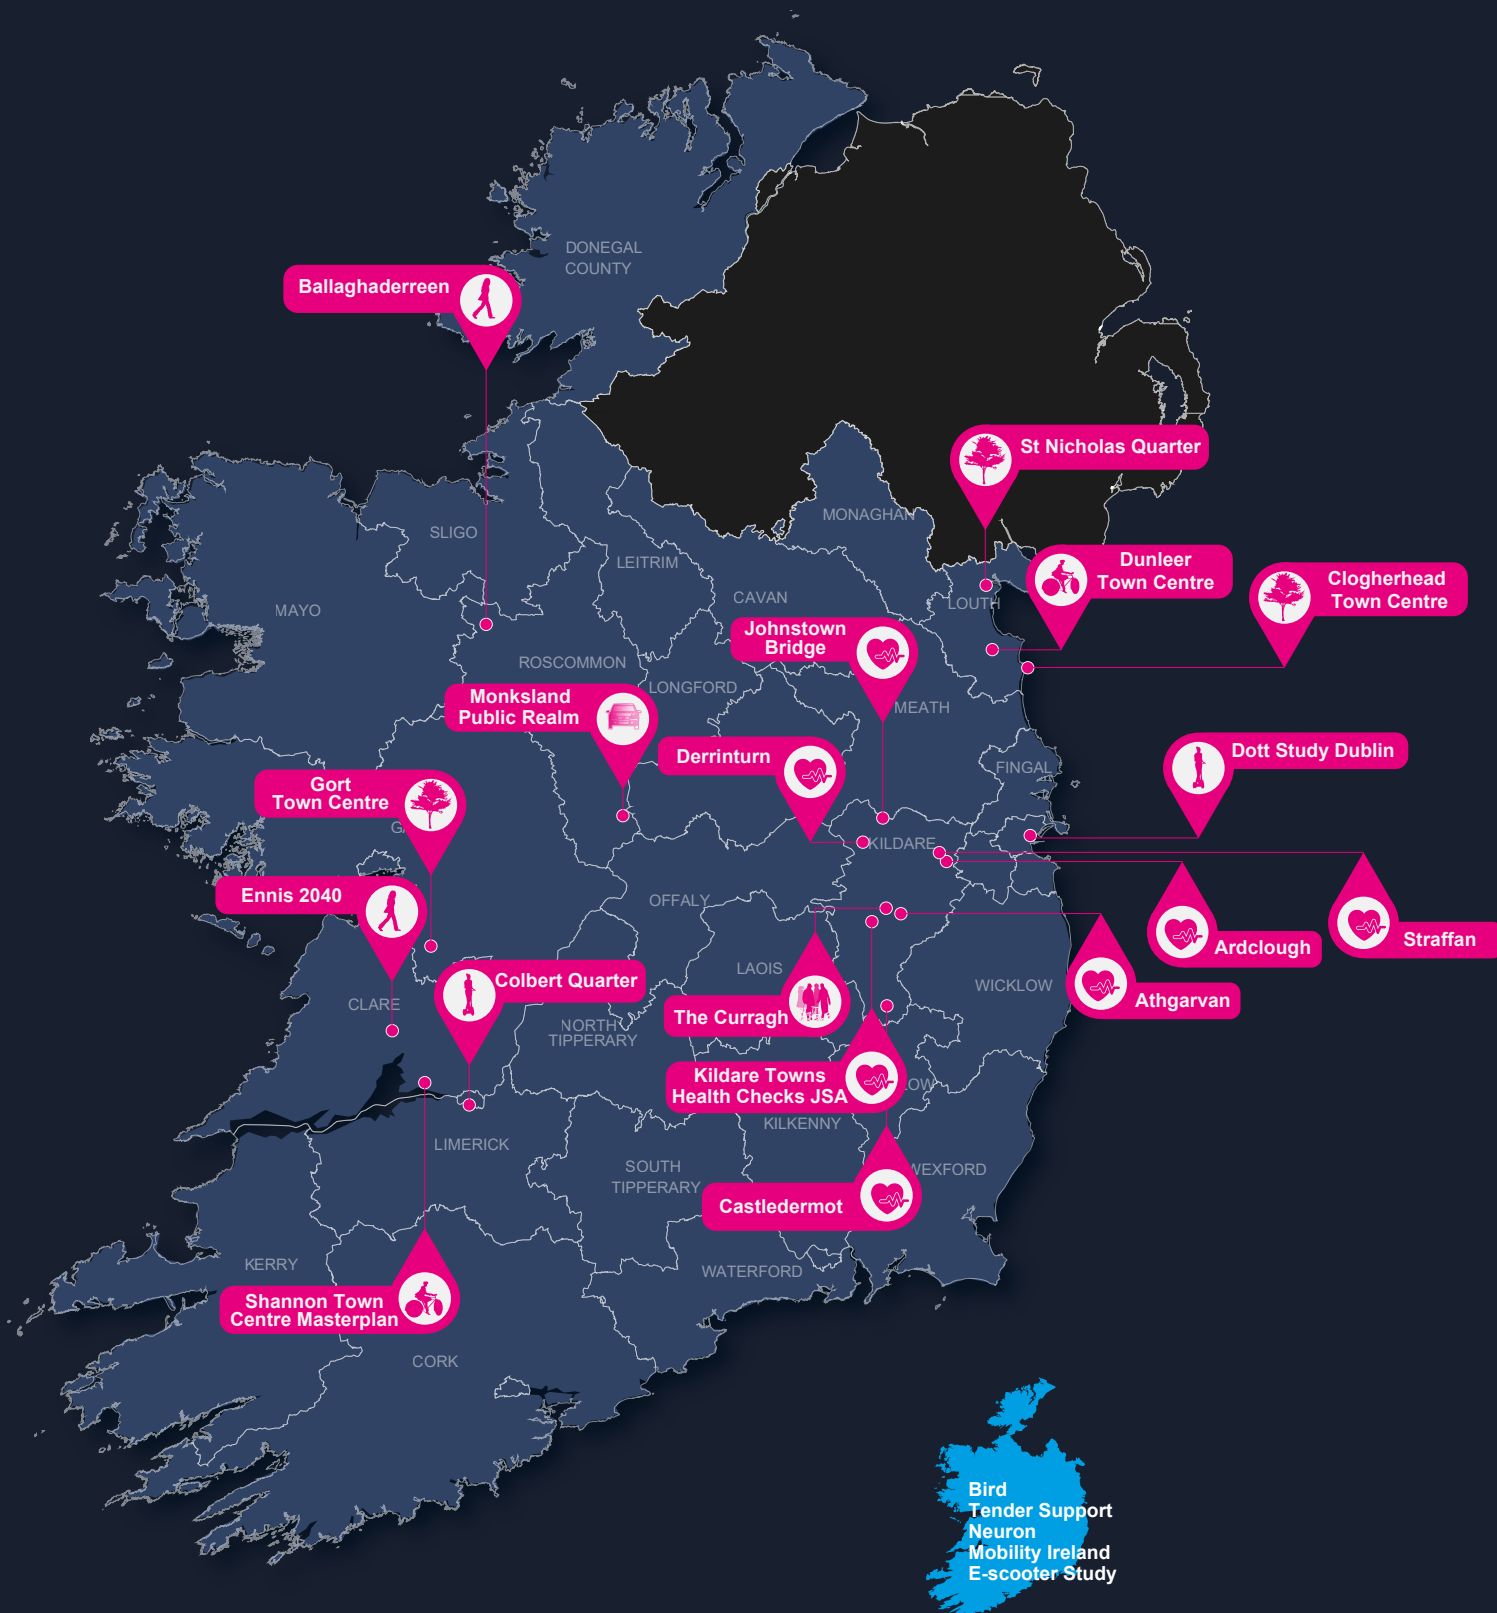 DONEGAL
COUNTY
Ballaghaderreen
St Nicholas Quarter
MONAGHAN
SLIGO
LEITRIM
Dunleer
Town Centre
Clogherhead
Town Centre
CAVAN
LOUTH
MAYO
Johnstown
Bridge
ROSCOMMON
LONGFORD
Monksland
Public Realm
MEATH
Derrinturn
Dott Study Dublin
FINGAL
Gort
Town Centre
KILDARE
Ennis 2040
OFFALY
Straffan
Ardclough
LAOIS
Colbert Quarter
WICKLOW
Athgarvan
CLARE
The Curragh
NORTH
TIPPERARY
Kildare Towns
Health Checks JSA
KILKENNY
LIMERICK
SOUTH
TIPPERARY
WEXFORD
Castledermot
KERRY
WATERFORD
Shannon Town
Centre Masterplan
CORK
Bird
Tender Support
Neuron
Mobility Ireland
E-scooter Study